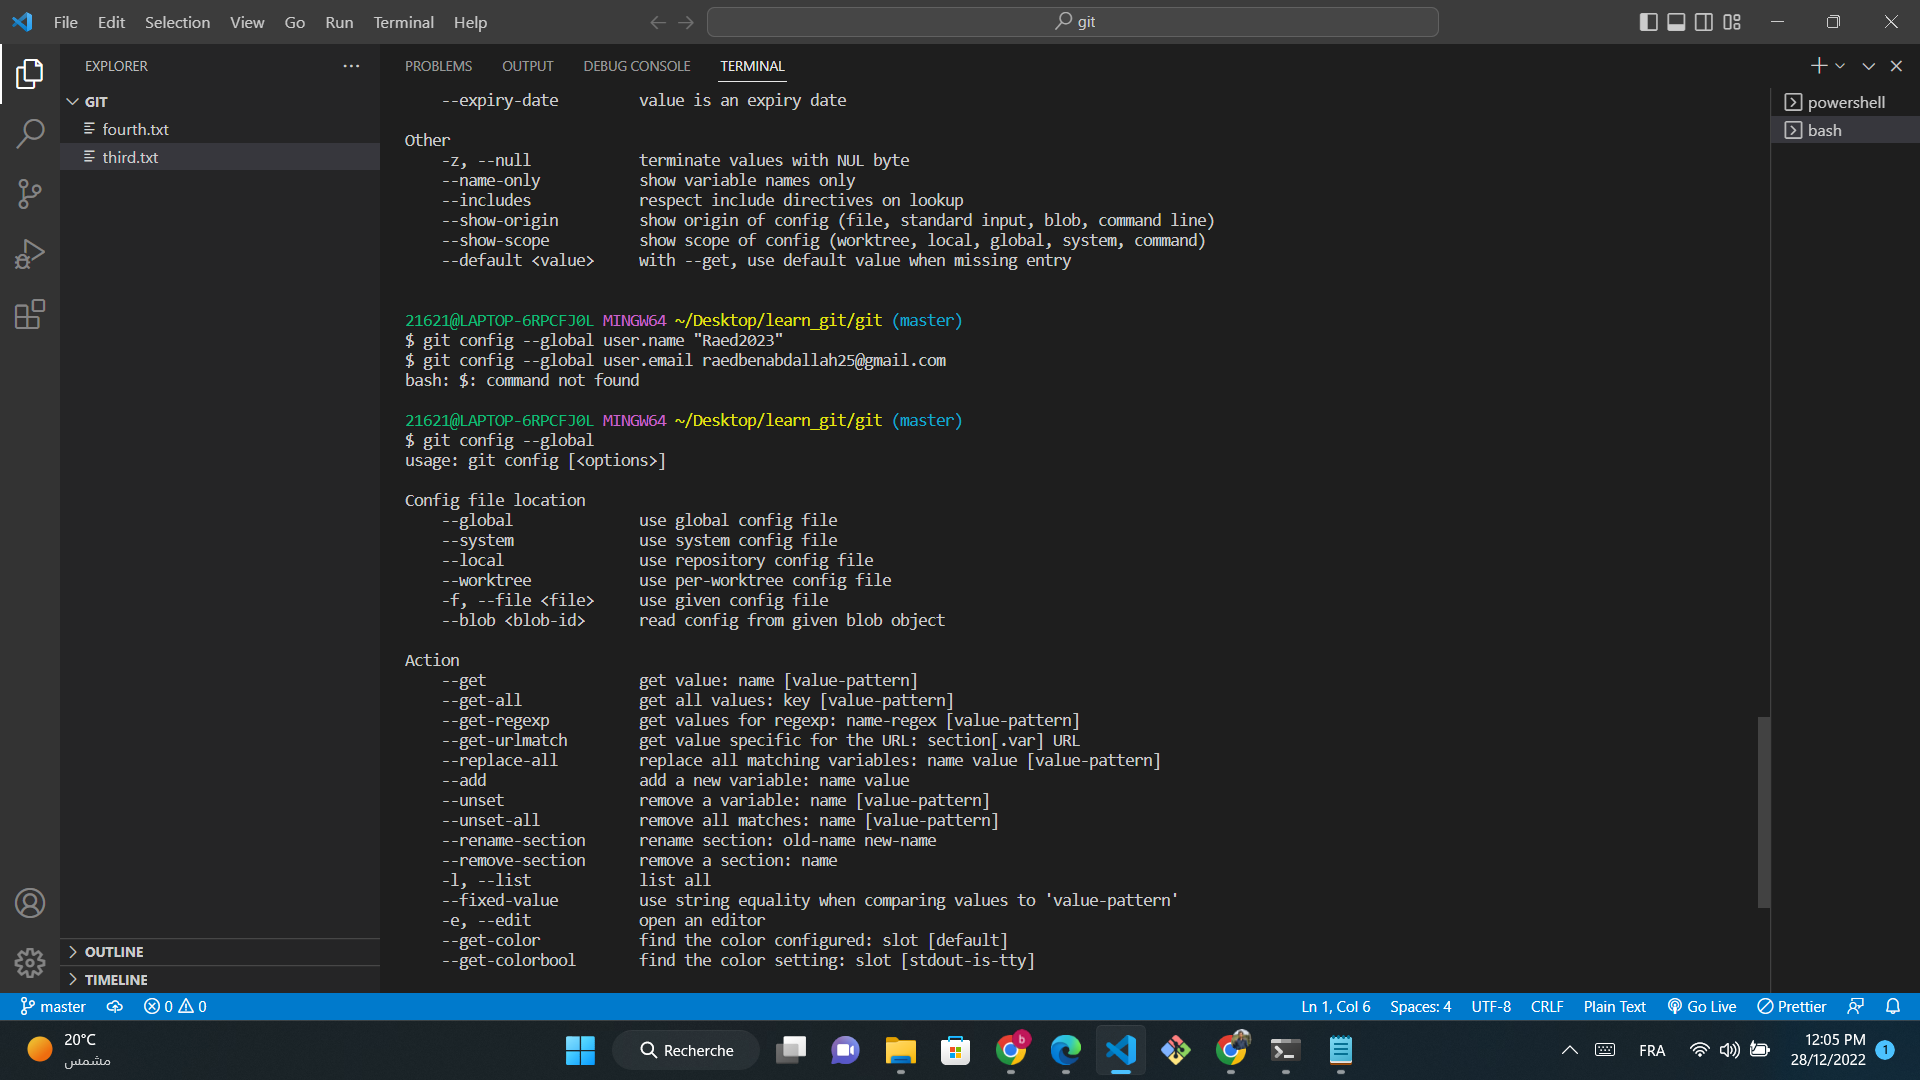 File Edit Selection View Go Run Terminal Help
git
EXPLORER
GIT
fourth.txt
third.txt
OUTLINE
TIMELINE
PROBLEMS OUTPUT DEBUG CONSOLE TERMINAL
--expiry-date value is an expiry date
Other
-z, --null terminate values with NUL byte
--name-only show variable names only
--includes respect include directives on lookup
--show-origin show origin of config (file, standard input, blob, command line)
--show-scope show scope of config (worktree, local, global, system, command)
--default <value> with --get, use default value when missing entry
21621@LAPTOP-6RPCFJ0L MINGW64 ~/Desktop/learn_git/git (master)
$ git config --global user.name "Raed2023"
$ git config --global user.email raedbenabdallah25@gmail.com
bash: $: command not found
21621@LAPTOP-6RPCFJ0L MINGW64 ~/Desktop/learn_git/git (master)
$ git config --global
usage: git config [<options>]
Config file location
--global use global config file
--system use system config file
--local use repository config file
--worktree use per-worktree config file
-f, --file <file> use given config file
--blob <blob-id> read config from given blob object
Action
--get get value: name [value-pattern]
--get-all get all values: key [value-pattern]
--get-regexp get values for regexp: name-regex [value-pattern]
--get-urlmatch get value specific for the URL: section[.var] URL
--replace-all replace all matching variables: name value [value-pattern]
--add add a new variable: name value
--unset remove a variable: name [value-pattern]
--unset-all remove all matches: name [value-pattern]
--rename-section rename section: old-name new-name
--remove-section remove a section: name
-l, --list list all
--fixed-value use string equality when comparing values to 'value-pattern'
-e, --edit open an editor
--get-color find the color configured: slot [default]
--get-colorbool find the color setting: slot [stdout-is-tty]
powershell
bash
master 0 0
Ln 1, Col 6 Spaces: 4 UTF-8 CRLF Plain Text Go Live Prettier
20°C
مشمس
Recherche
b
FRA
12:05 PM
28/12/2022
1